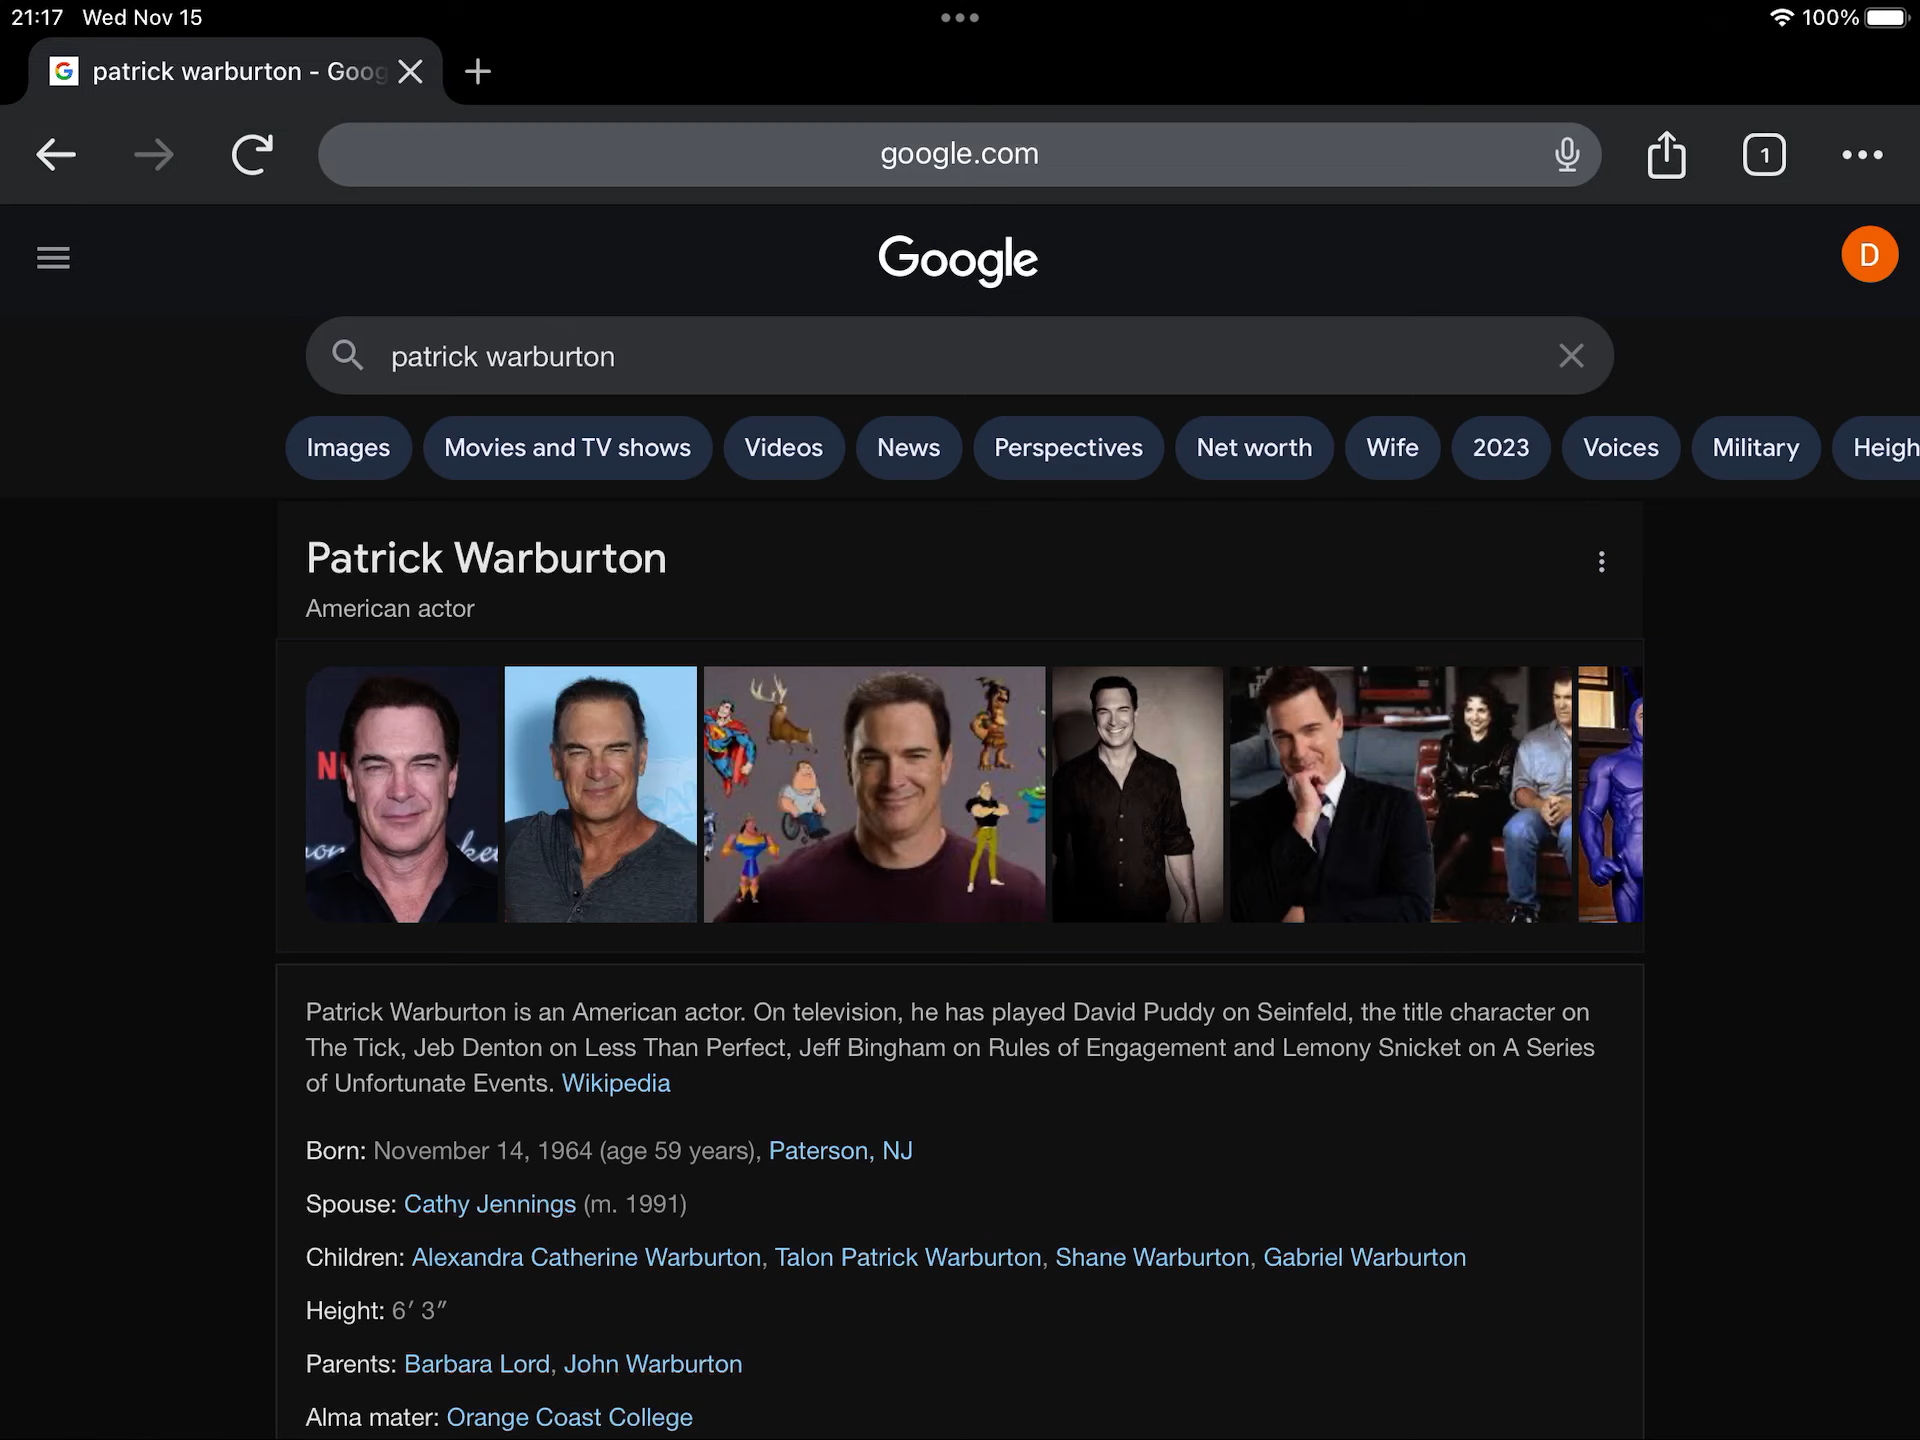 21:17 Wed Nov 15
100%
patrick warburton - Goog
google.com
1
Google
D
patrick warburton
Images
Movies and TV shows
Videos
News
Perspectives
Net worth
Wife
2023
Voices
Military
Heigh
Patrick Warburton
American actor
Patrick Warburton is an American actor. On television, he has played David Puddy on Seinfeld, the title character on
The Tick, Jeb Denton on Less Than Perfect, Jeff Bingham on Rules of Engagement and Lemony Snicket on A Series
of Unfortunate Events. Wikipedia
Born: November 14, 1964 (age 59 years), Paterson, NJ
Spouse: Cathy Jennings (m. 1991)
Children: Alexandra Catherine Warburton, Talon Patrick Warburton, Shane Warburton, Gabriel Warburton
Height: 6′ 3″
Parents: Barbara Lord, John Warburton
Alma mater: Orange Coast College